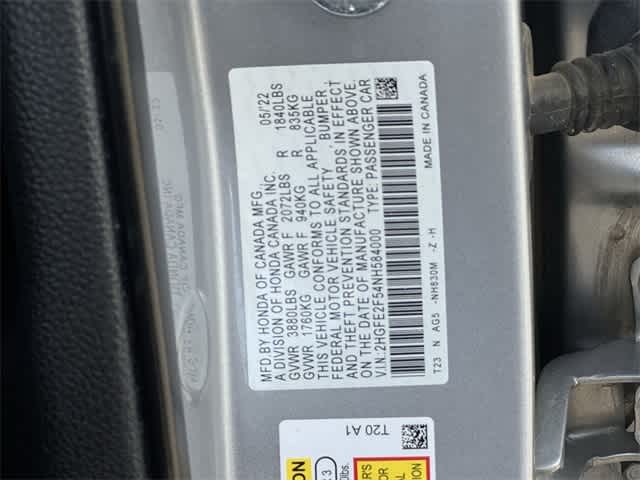 MFD.BY HONDA OF CANADA MFG. 05/22
A DIVISION OF HONDA CANADA INC.
GVWR 3880LBS GAWR F 2072LBS R 1840LBS
GVWR 1760KG GAWR F 940KG R 835KG
THIS VEHICLE CONFORMS TO ALL APPLICABLE
FEDERAL MOTOR VEHICLE SAFETY, BUMPER,
AND THEFT PREVENTION STANDARDS IN EFFECT
ON THE DATE OF MANUFACTURE SHOWN ABOVE.
V.I.N.:2HGFE2F54NH584000 TYPE: PASSENGER CAR
T23 N AG5 -NH830M -Z -H MADE IN CANADA
T20 A1